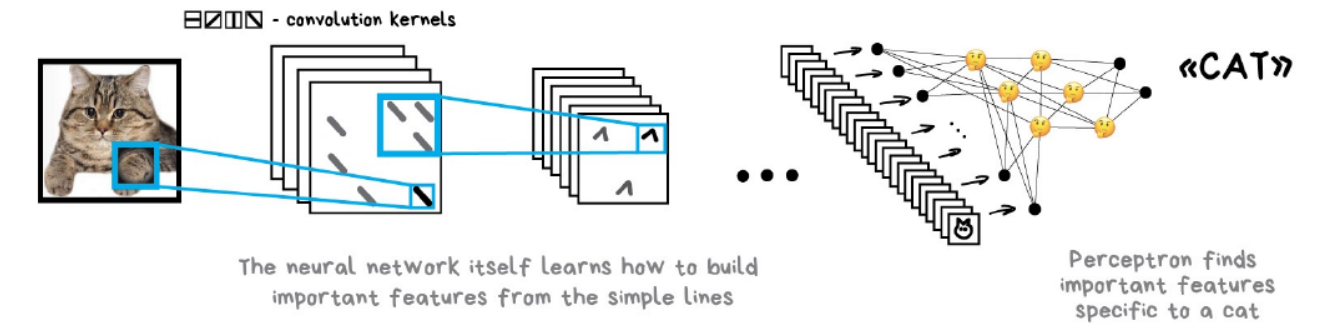 - convolution kernels
«CAT»
The neural network itself learns how to build
important features from the simple lines
Perceptron finds
important features
specific to a cat